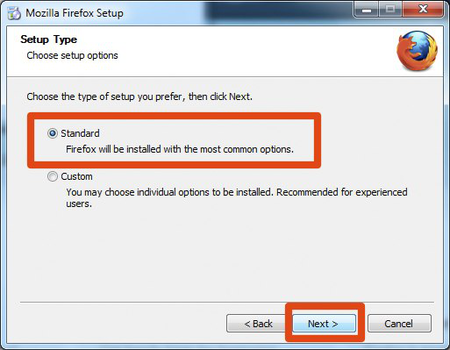 Mozilla Firefox Setup
Setup Type
Choose setup options
Choose the type of setup you prefer, then click Next.
Standard
Firefox will be installed with the most common options.
Custom
You may choose individual options to be installed. Recommended for experienced
users.
< Back
Next >
Cancel